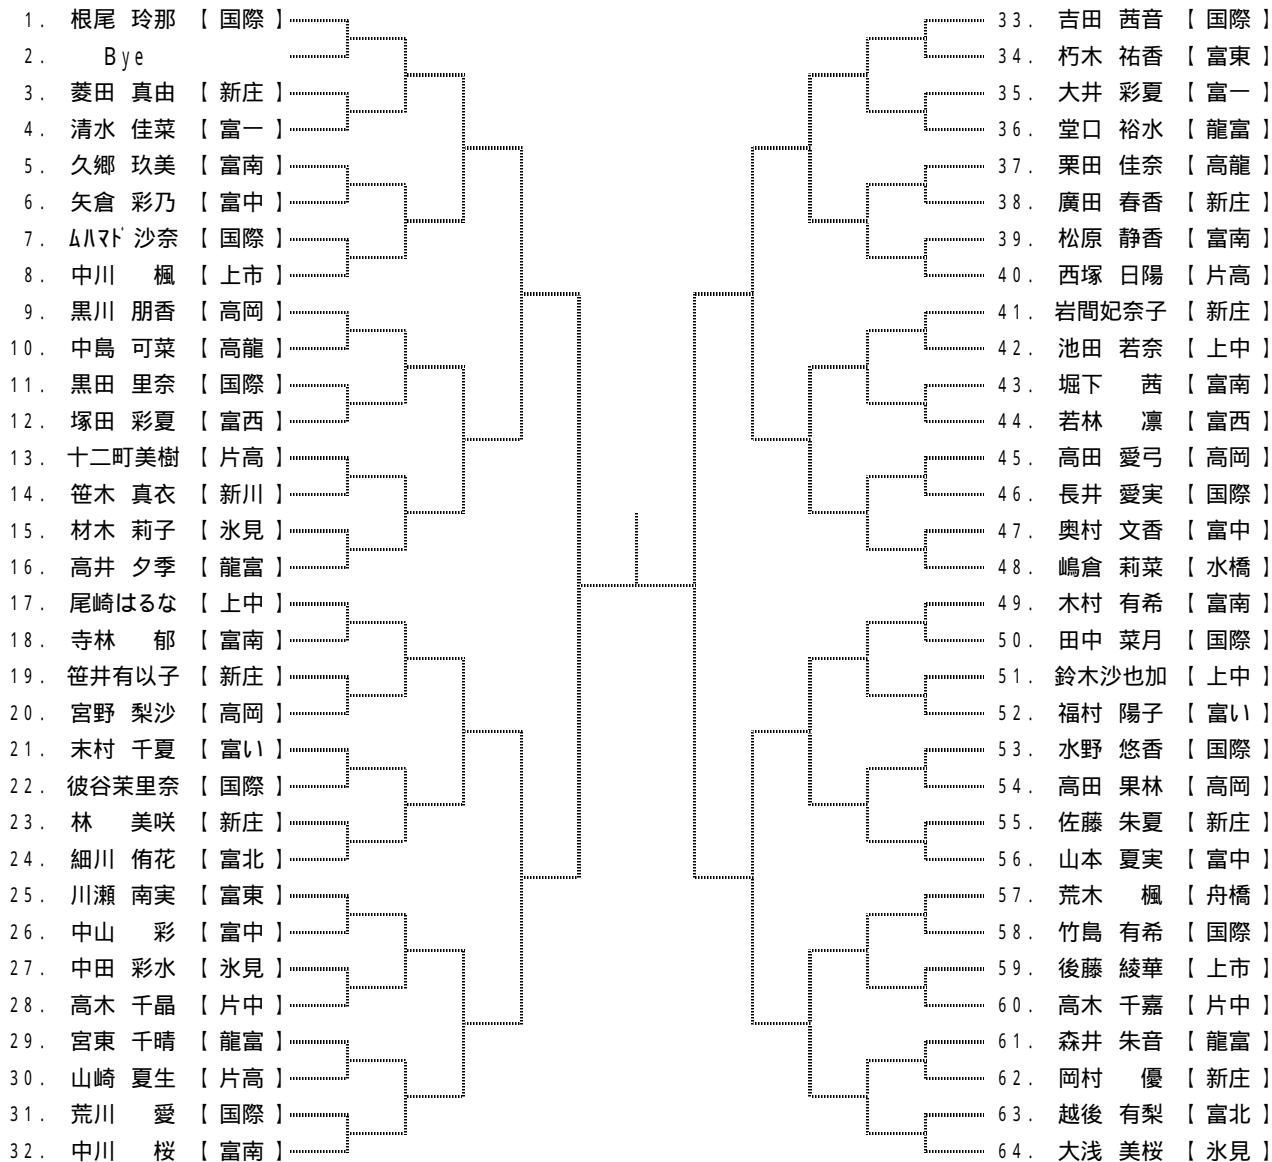 1. 根尾 玲那 【 国際 】
2. Bye
3. 菱田 真由 【 新庄 】
4. 清水 佳菜 【 富一 】
5. 久郷 玖美 【 富南 】
6. 矢倉 彩乃 【 富中 】
7. ﾑﾊﾏﾄﾞ 沙奈 【 国際 】
8. 中川 楓 【 上市 】
9. 黒川 朋香 【 高岡 】
10. 中島 可菜 【 高龍 】
11. 黒田 里奈 【 国際 】
12. 塚田 彩夏 【 富西 】
13. 十二町美樹 【 片高 】
14. 笹木 真衣 【 新川 】
15. 材木 莉子 【 氷見 】
16. 高井 夕季 【 龍富 】
17. 尾崎はるな 【 上中 】
18. 寺林 郁 【 富南 】
19. 笹井有以子 【 新庄 】
20. 宮野 梨沙 【 高岡 】
21. 末村 千夏 【 富い 】
22. 彼谷茉里奈 【 国際 】
23. 林 美咲 【 新庄 】
24. 細川 侑花 【 富北 】
25. 川瀬 南実 【 富東 】
26. 中山 彩 【 富中 】
27. 中田 彩水 【 氷見 】
28. 高木 千晶 【 片中 】
29. 宮東 千晴 【 龍富 】
30. 山崎 夏生 【 片高 】
31. 荒川 愛 【 国際 】
32. 中川 桜 【 富南 】
33. 吉田 茜音 【 国際 】
34. 朽木 祐香 【 富東 】
35. 大井 彩夏 【 富一 】
36. 堂口 裕水 【 龍富 】
37. 栗田 佳奈 【 高龍 】
38. 廣田 春香 【 新庄 】
39. 松原 静香 【 富南 】
40. 西塚 日陽 【 片高 】
41. 岩間妃奈子 【 新庄 】
42. 池田 若奈 【 上中 】
43. 堀下 茜 【 富南 】
44. 若林 凛 【 富西 】
45. 高田 愛弓 【 高岡 】
46. 長井 愛実 【 国際 】
47. 奥村 文香 【 富中 】
48. 嶋倉 莉菜 【 水橋 】
49. 木村 有希 【 富南 】
50. 田中 菜月 【 国際 】
51. 鈴木沙也加 【 上中 】
52. 福村 陽子 【 富い 】
53. 水野 悠香 【 国際 】
54. 高田 果林 【 高岡 】
55. 佐藤 朱夏 【 新庄 】
56. 山本 夏実 【 富中 】
57. 荒木 楓 【 舟橋 】
58. 竹島 有希 【 国際 】
59. 後藤 綾華 【 上市 】
60. 高木 千嘉 【 片中 】
61. 森井 朱音 【 龍富 】
62. 岡村 優 【 新庄 】
63. 越後 有梨 【 富北 】
64. 大浅 美桜 【 氷見 】